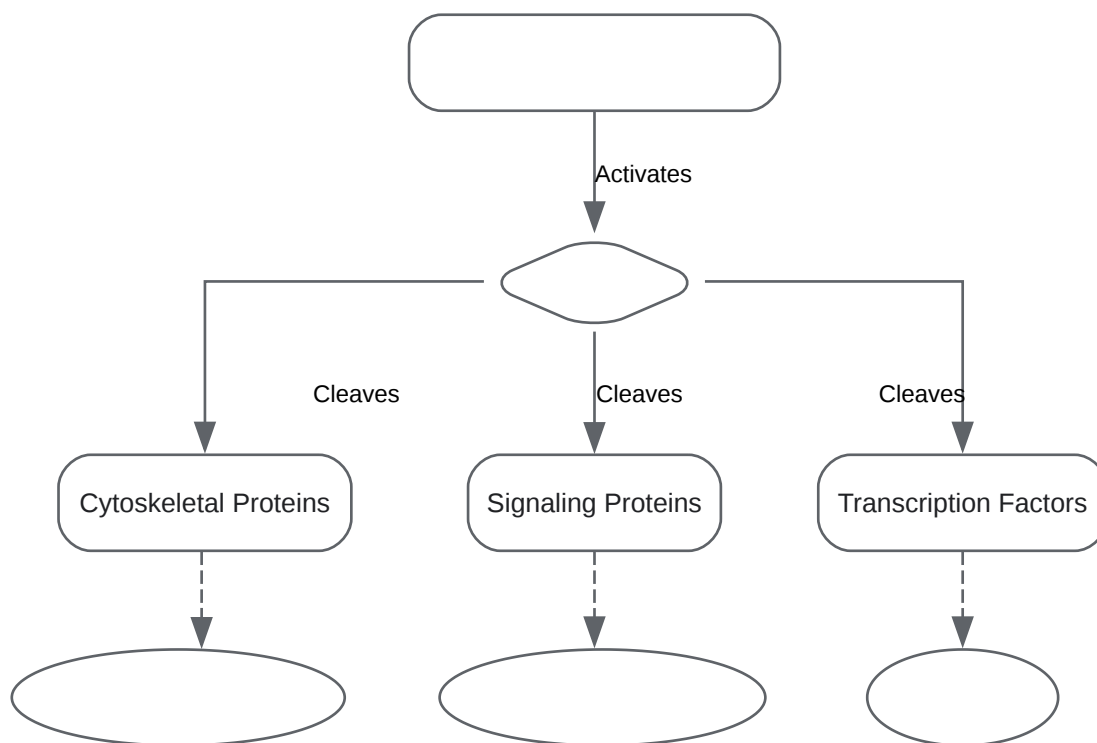 Activates
Cleaves
Cleaves
Cleaves
Cytoskeletal Proteins
Signaling Proteins
Transcription Factors